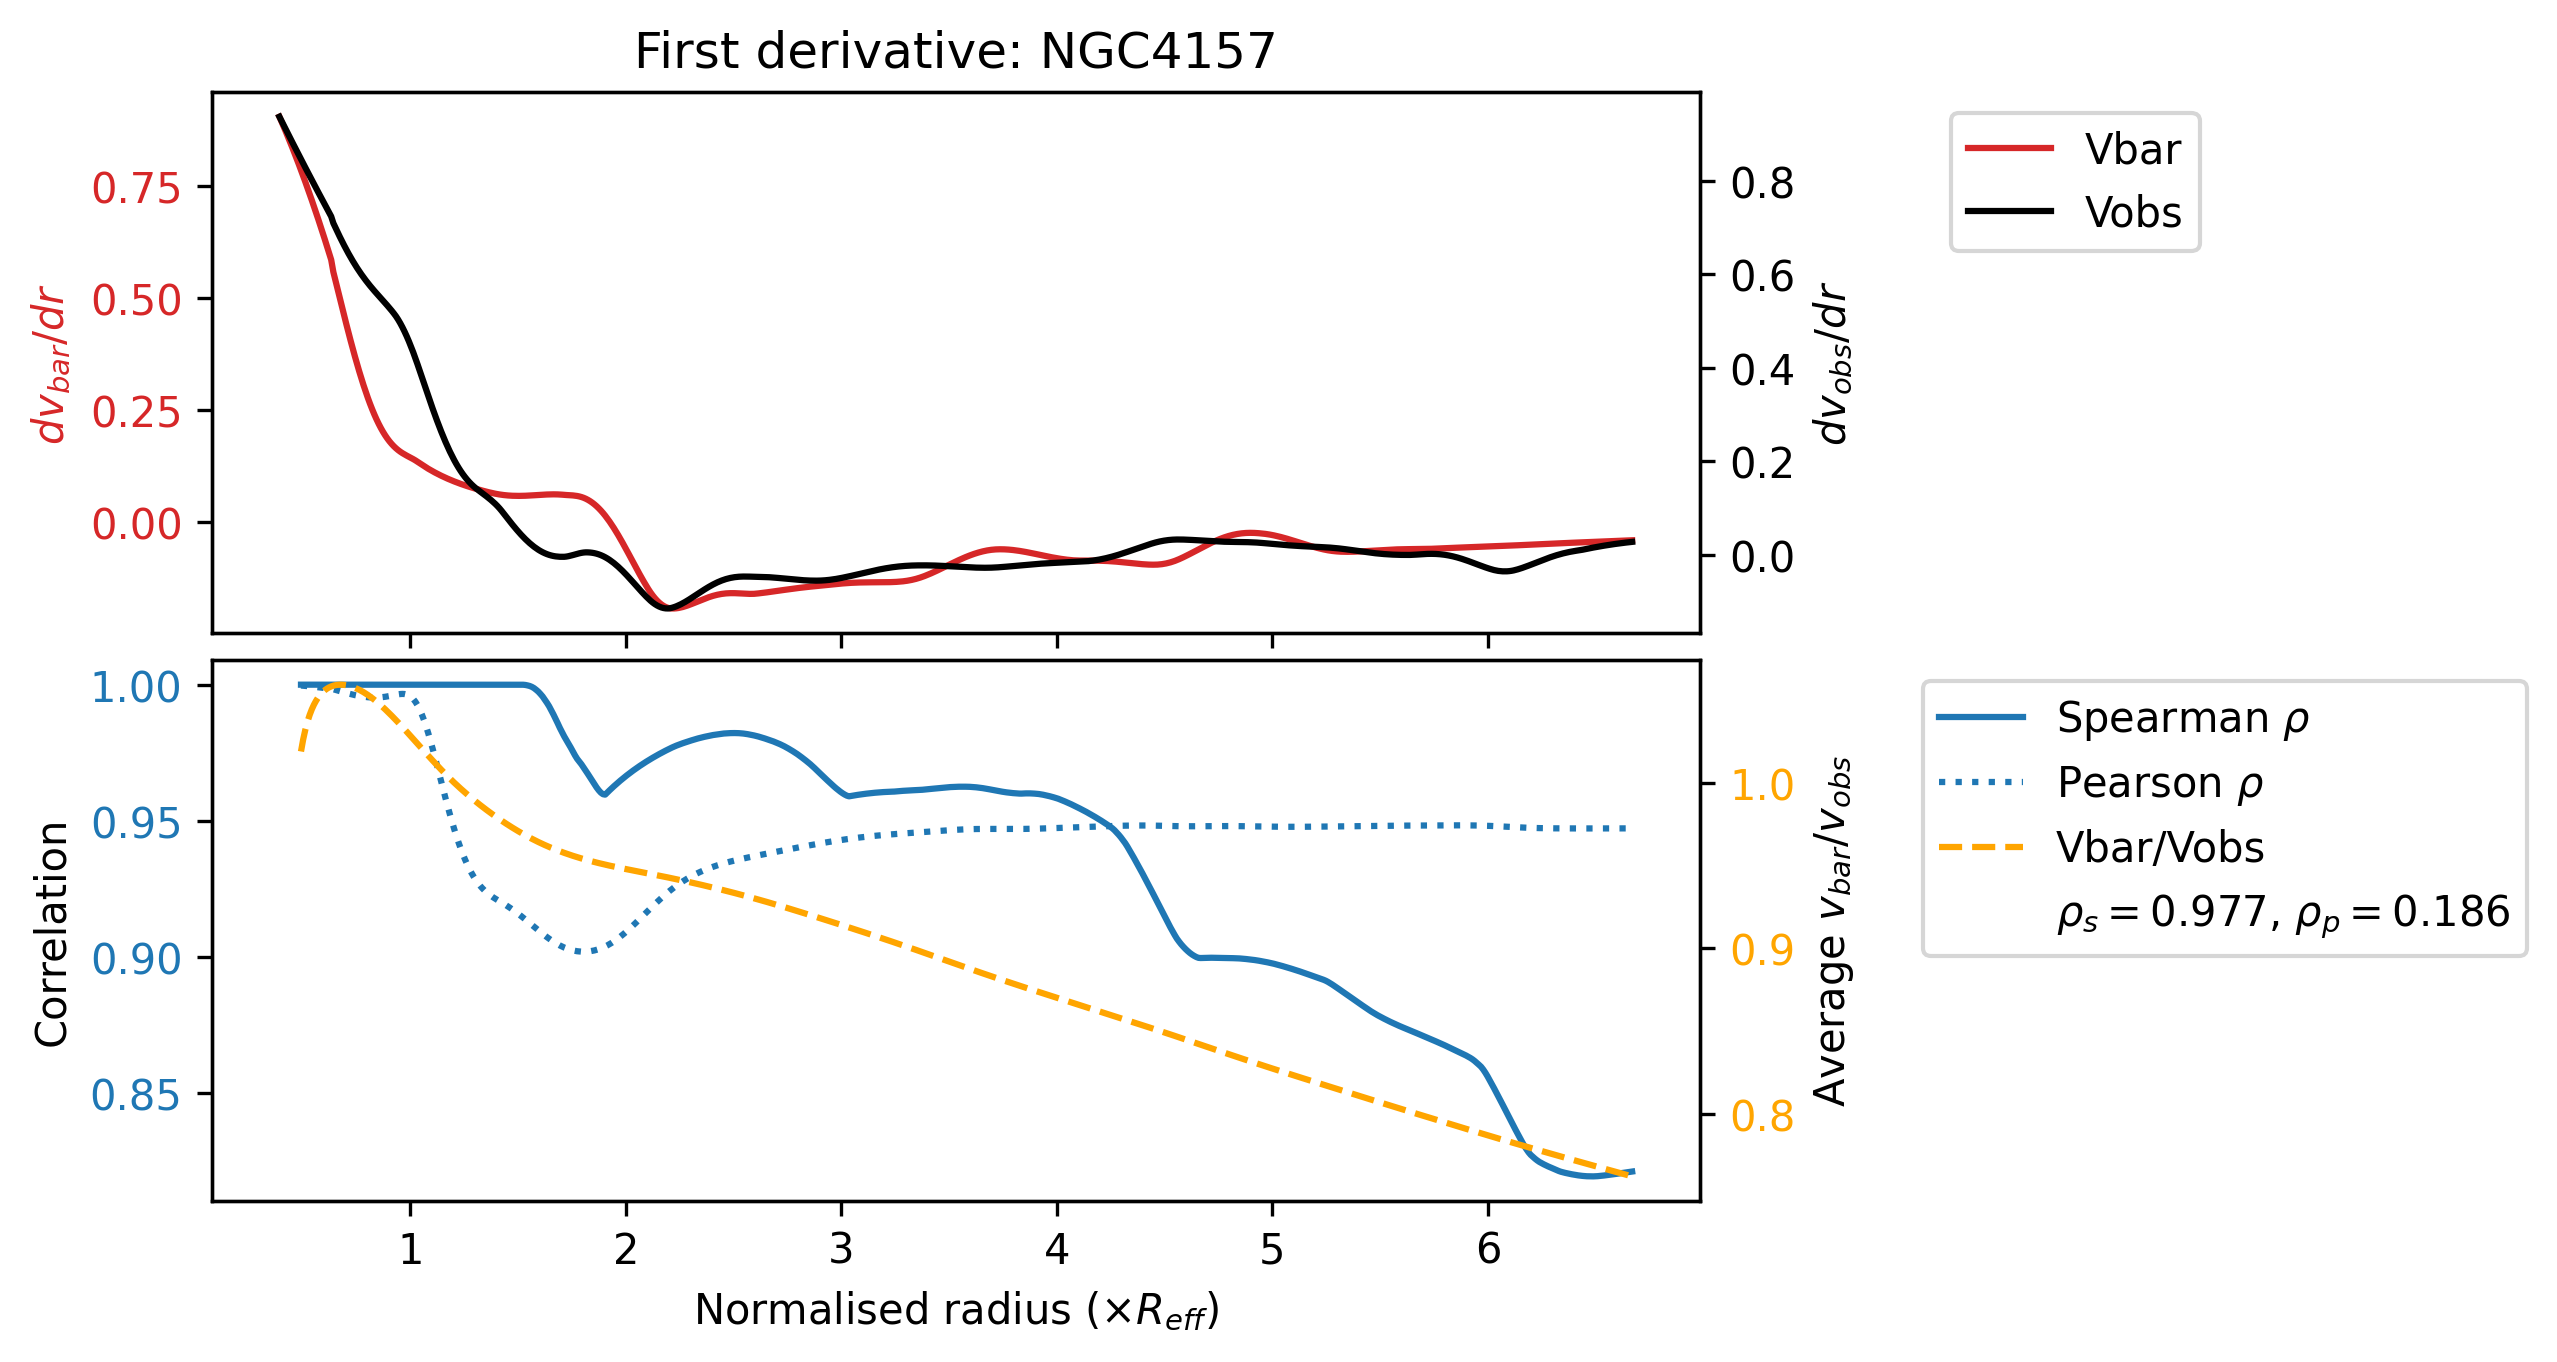 First derivative: NGC4157
dv_bar/dr
0.75
0.50
0.25
0.00
0.8
0.6
0.4
0.2
0.0
dv_obs/dr
Vbar
Vobs
Correlation
1.00
0.95
0.90
0.85
1.0
0.9
0.8
Average v_bar/v_obs
Spearman ρ
Pearson ρ
Vbar/Vobs
ρ_s = 0.977, ρ_p = 0.186
1 2 3 4 5 6
Normalised radius (×R_eff)